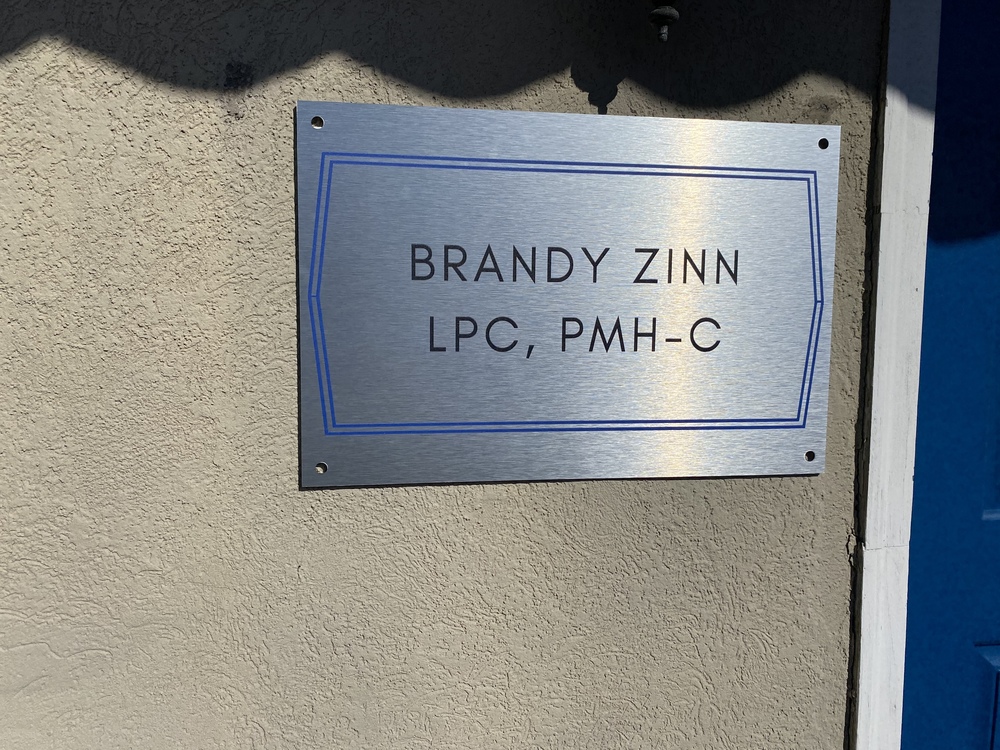 BRANDY ZINN
LPC, PMH-C